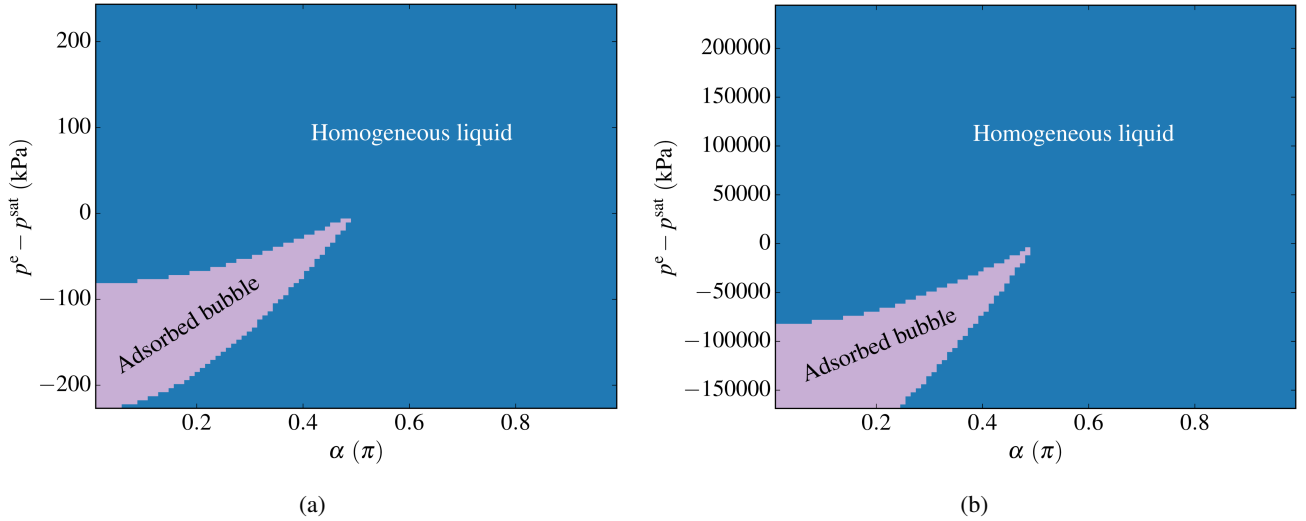 200
100
0
−100
−200
0.2 0.4 0.6 0.8
p^e − p^sat (kPa)
α (π)
Homogeneous liquid
Adsorbed bubble
(a)
200000
150000
100000
50000
0
−50000
−100000
−150000
0.2 0.4 0.6 0.8
p^e − p^sat (kPa)
α (π)
Homogeneous liquid
Adsorbed bubble
(b)